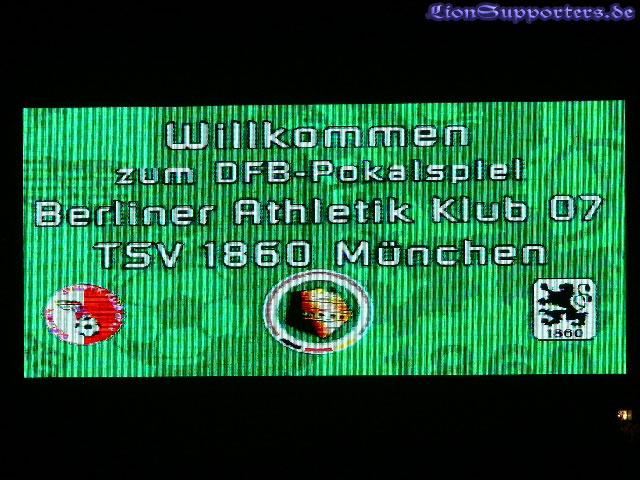 LionSupporters.de
Willkommen
zum DFB-Pokalspiel
Berliner Athletik Klub 07
TSV 1860 München
1860